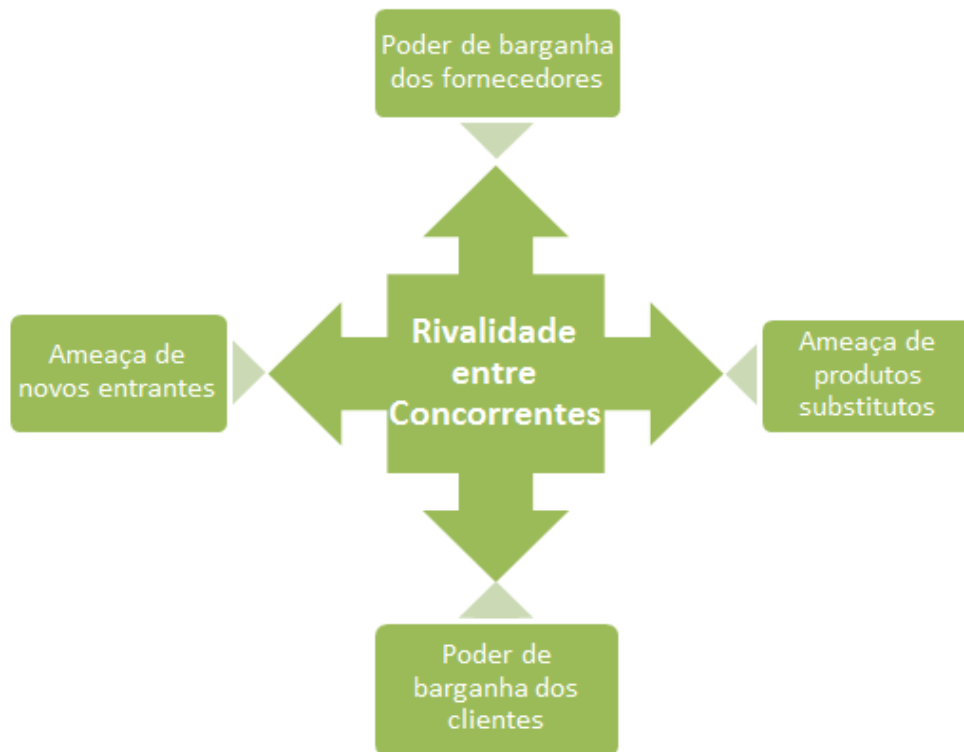 Poder de barganha
dos fornecedores
Rivalidade
entre
Concorrentes
Ameaça de
novos entrantes
Ameaça de
produtos
substitutos
Poder de
barganha dos
clientes